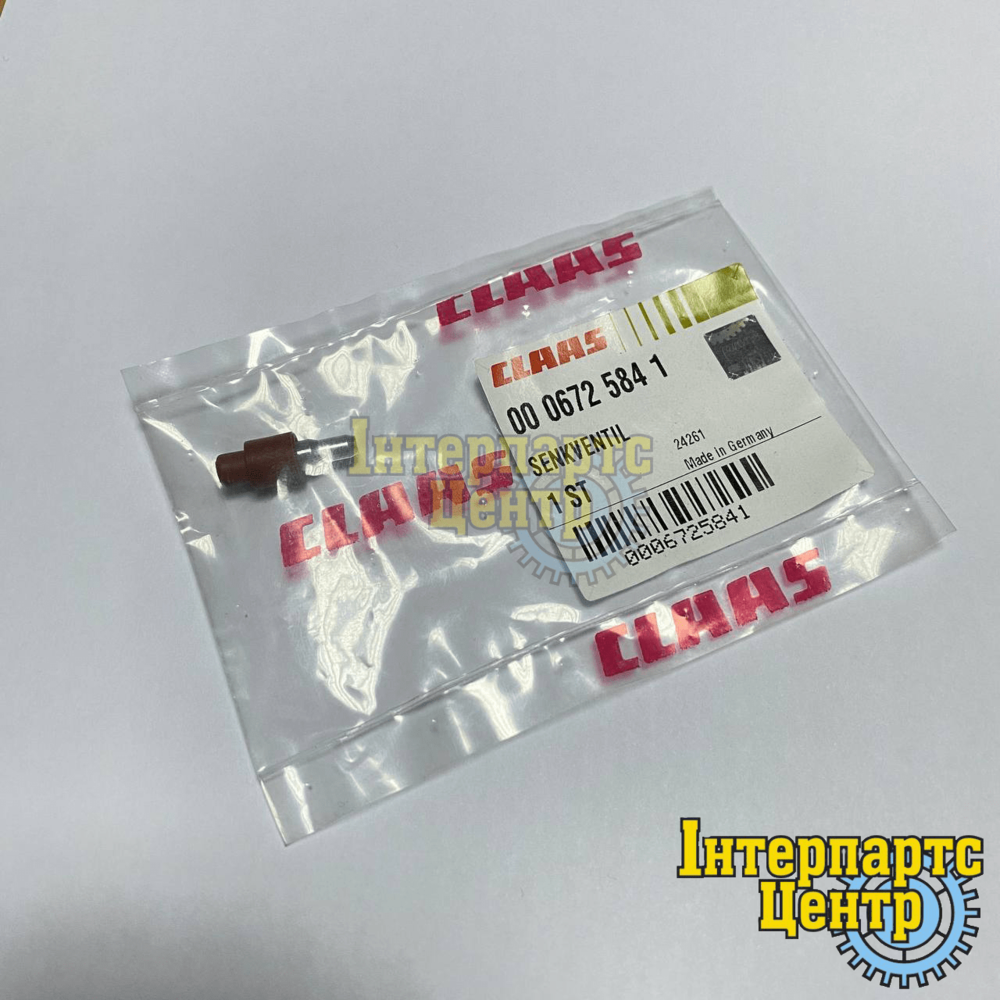 CLAAS
CLAAS
00 0672 584 1
SENKVENTIL
24261
1 ST
Made in Germany
0006725841
CLAAS
Інтерпартс
Центр
CLAAS
Інтерпартс
Центр